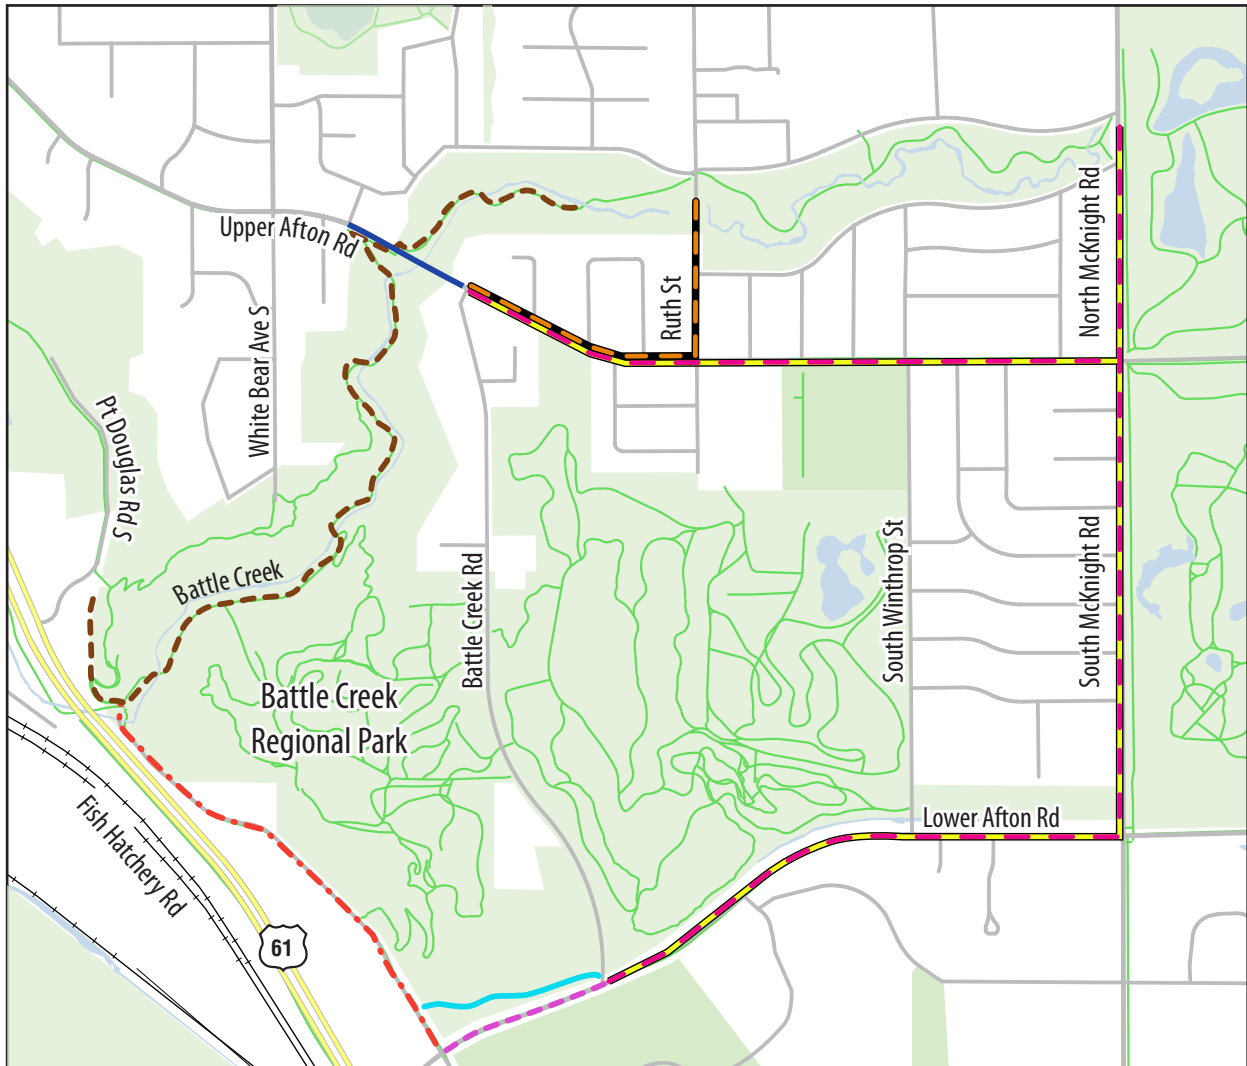 Upper Afton Rd
North McKnight Rd
Ruth St
White Bear Ave S
Pt Douglas Rd S
Battle Creek
Battle Creek Rd
South Winthrop St
South McKnight Rd
Battle Creek
Regional Park
Lower Afton Rd
Fish Hatchery Rd
61